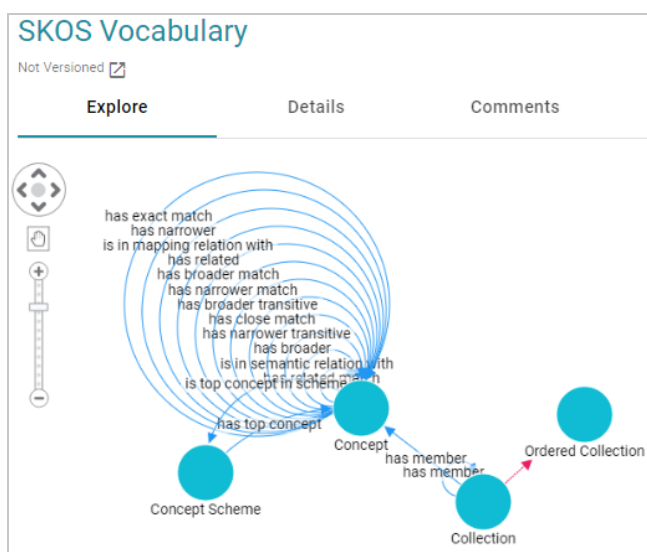 SKOS Vocabulary
Not Versioned
Explore Details Comments
has exact match
has narrower
is in mapping relation with
has related
has broader match
has narrower match
has broader transitive
has close match
has narrower transitive
has broader
is in semantic relation with
has related match
is top concept in scheme
has top concept
Concept
has member
has member
Ordered Collection
Concept Scheme
Collection